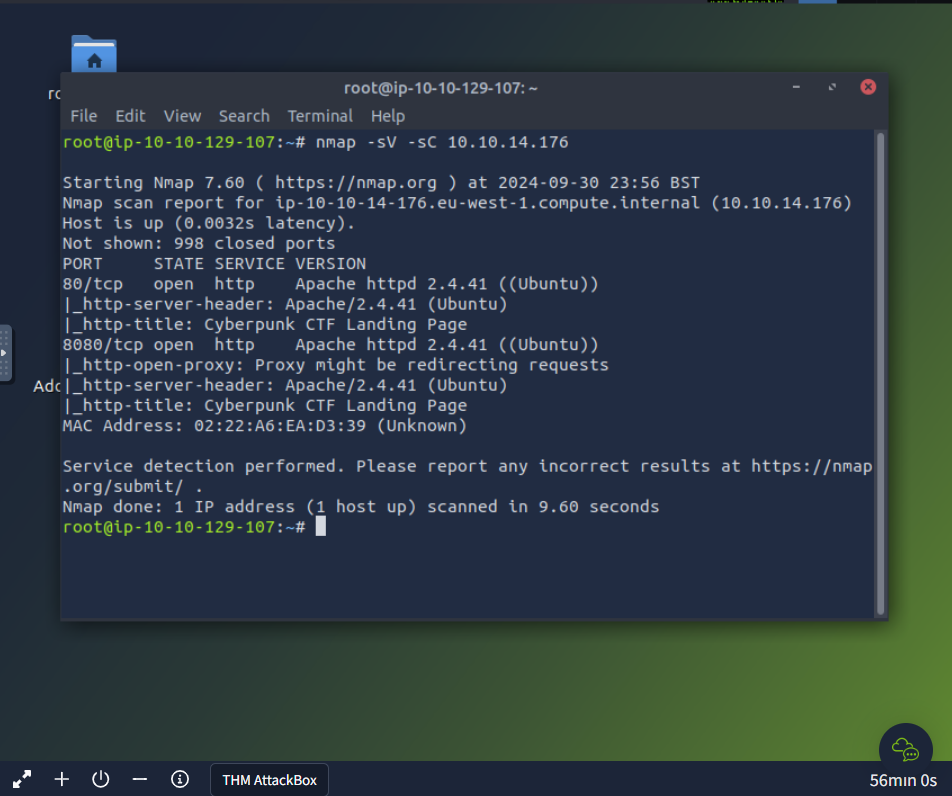 root@ip-10-10-129-107: ~
File Edit View Search Terminal Help
root@ip-10-10-129-107:~# nmap -sV -sC 10.10.14.176
Starting Nmap 7.60 ( https://nmap.org ) at 2024-09-30 23:56 BST
Nmap scan report for ip-10-10-14-176.eu-west-1.compute.internal (10.10.14.176)
Host is up (0.0032s latency).
Not shown: 998 closed ports
PORT     STATE SERVICE VERSION
80/tcp   open  http    Apache httpd 2.4.41 ((Ubuntu))
|_http-server-header: Apache/2.4.41 (Ubuntu)
|_http-title: Cyberpunk CTF Landing Page
8080/tcp open  http    Apache httpd 2.4.41 ((Ubuntu))
|_http-open-proxy: Proxy might be redirecting requests
|_http-server-header: Apache/2.4.41 (Ubuntu)
|_http-title: Cyberpunk CTF Landing Page
MAC Address: 02:22:A6:EA:D3:39 (Unknown)
Service detection performed. Please report any incorrect results at https://nmap
.org/submit/ .
Nmap done: 1 IP address (1 host up) scanned in 9.60 seconds
root@ip-10-10-129-107:~#
THM AttackBox
56min 0s